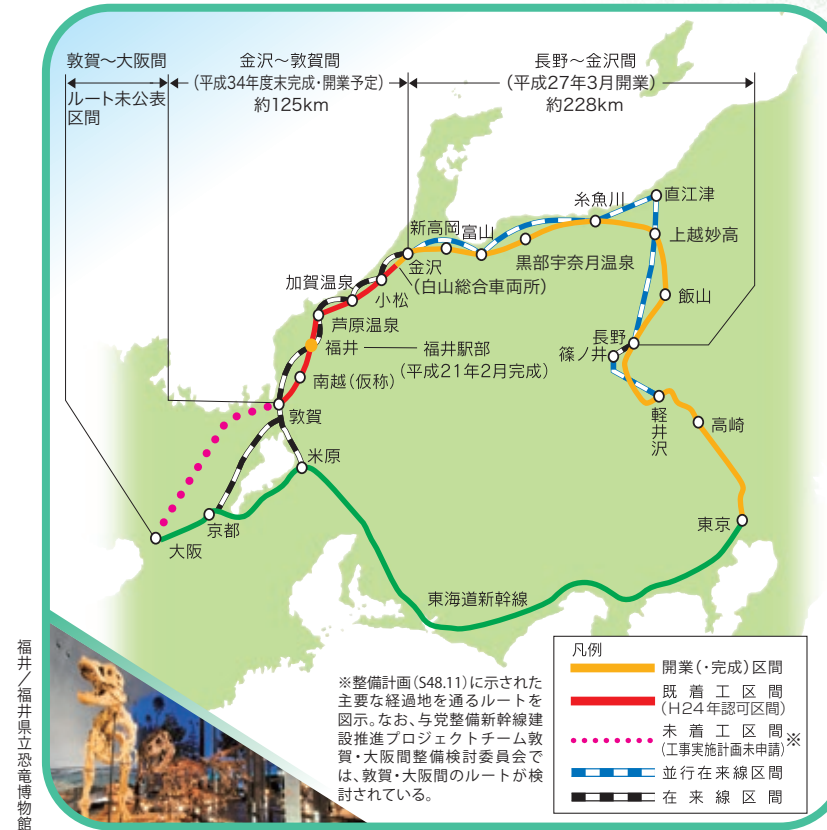 敦賀～大阪間
ルート未公表
区間
金沢～敦賀間
(平成34年度末完成・開業予定)
約125km
長野～金沢間
(平成27年3月開業)
約228km
直江津
糸魚川
上越妙高
新高岡
富山
黒部宇奈月温泉
金沢
(白山総合車両所)
飯山
加賀温泉
小松
芦原温泉
長野
篠ノ井
福井
福井駅部
(平成21年2月完成)
南越(仮称)
軽井沢
高崎
敦賀
米原
京都
大阪
東京
東海道新幹線
※整備計画(S48.11)に示された
主要な経過地を通るルートを
図示。なお、与党整備新幹線建
設推進プロジェクトチーム敦
賀・大阪間整備検討委員会で
は、敦賀・大阪間のルートが検
討されている。
凡例
開業(・完成)区間
既着工区間
(H24年認可区間)
未着工区間
(工事実施計画未申請)※
並行在来線区間
在来線区間
福井／福井県立恐竜博物館